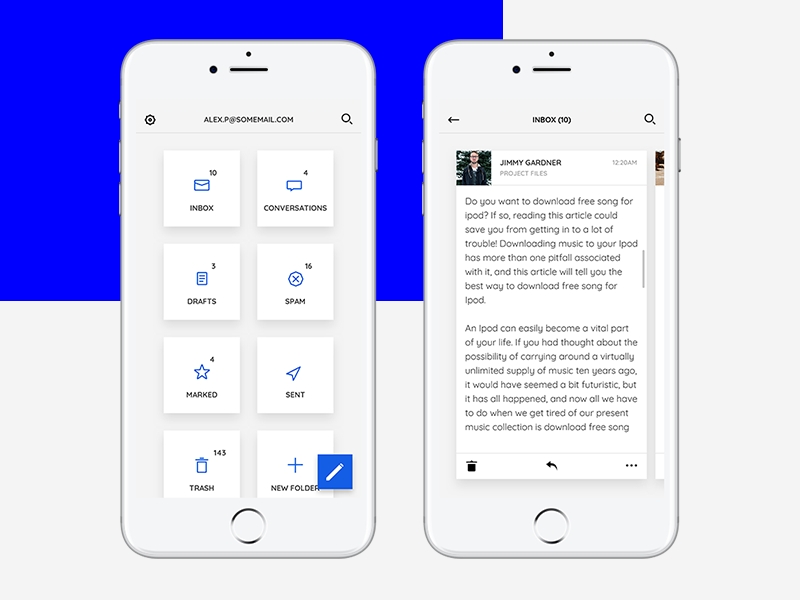 ALEX.P@SOMEMAIL.COM
10
INBOX
4
CONVERSATIONS
3
DRAFTS
16
SPAM
4
MARKED
SENT
143
TRASH
NEW FOLDER
INBOX (10)
JIMMY GARDNER
12:20AM
PROJECT FILES
Do you want to download free song for
ipod? If so, reading this article could
save you from getting in to a lot of
trouble! Downloading music to your Ipod
has more than one pitfall associated
with it, and this article will tell you the
best way to download free song for
Ipod.
An Ipod can easily become a vital part
of your life. If you had thought about the
possibility of carrying around a virtually
unlimited supply of music ten years ago,
it would have seemed a bit futuristic, but
it has all happened, and now all we have
to do when we get tired of our present
music collection is download free song